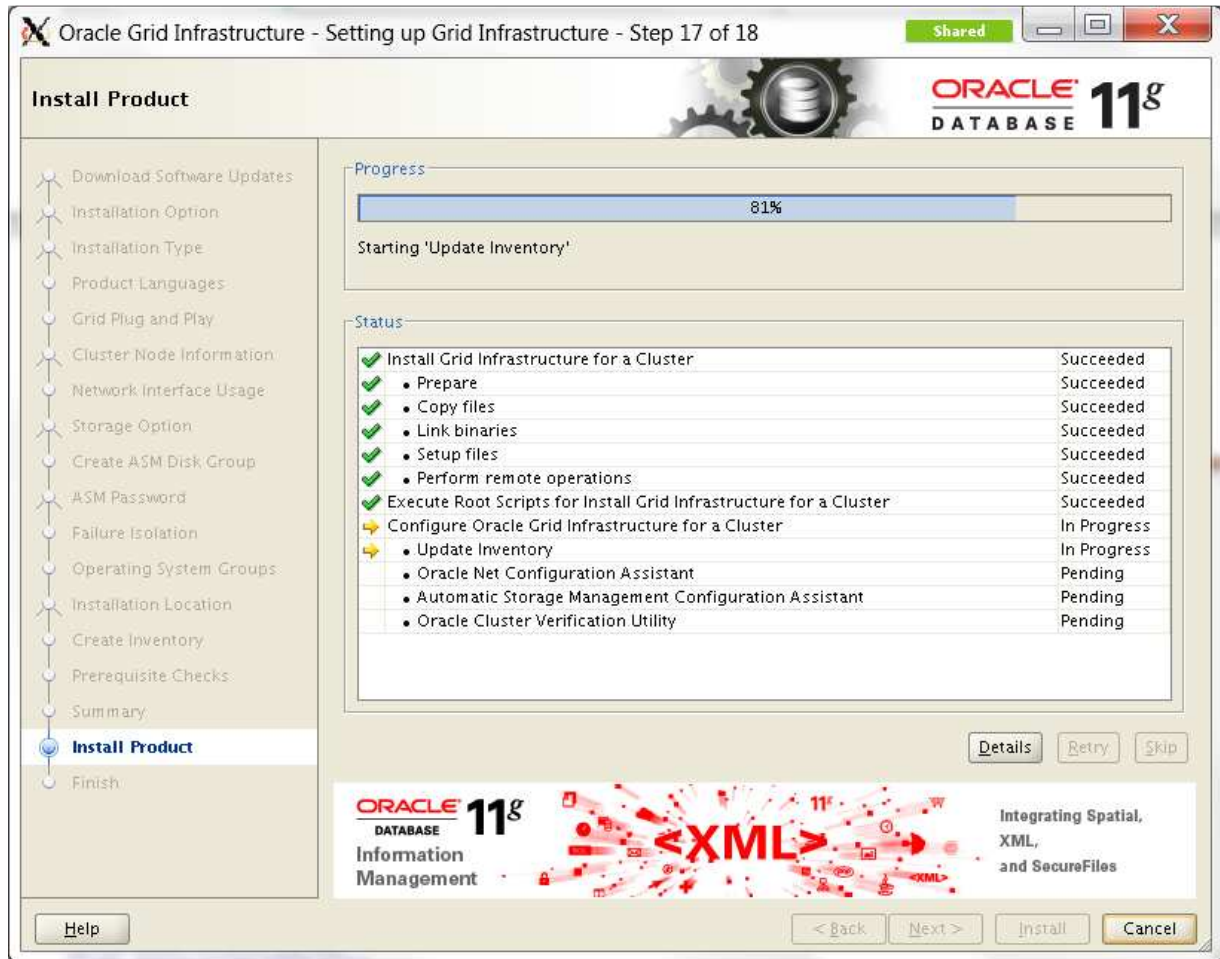 Oracle Grid Infrastructure - Setting up Grid Infrastructure - Step 17 of 18
Shared
Install Product
ORACLE 11g
DATABASE
Download Software Updates
Installation Option
Installation Type
Product Languages
Grid Plug and Play
Cluster Node Information
Network Interface Usage
Storage Option
Create ASM Disk Group
ASM Password
Failure Isolation
Operating System Groups
Installation Location
Create Inventory
Prerequisite Checks
Summary
Install Product
Finish
Progress
81%
Starting 'Update Inventory'
Status
Install Grid Infrastructure for a Cluster Succeeded
• Prepare Succeeded
• Copy files Succeeded
• Link binaries Succeeded
• Setup files Succeeded
• Perform remote operations Succeeded
Execute Root Scripts for Install Grid Infrastructure for a Cluster Succeeded
Configure Oracle Grid Infrastructure for a Cluster In Progress
• Update Inventory In Progress
• Oracle Net Configuration Assistant Pending
• Automatic Storage Management Configuration Assistant Pending
• Oracle Cluster Verification Utility Pending
Details Retry Skip
ORACLE 11g
DATABASE
Information
Management
11g
<XML>
<XML>
Integrating Spatial,
XML,
and SecureFiles
Help < Back Next > Install Cancel